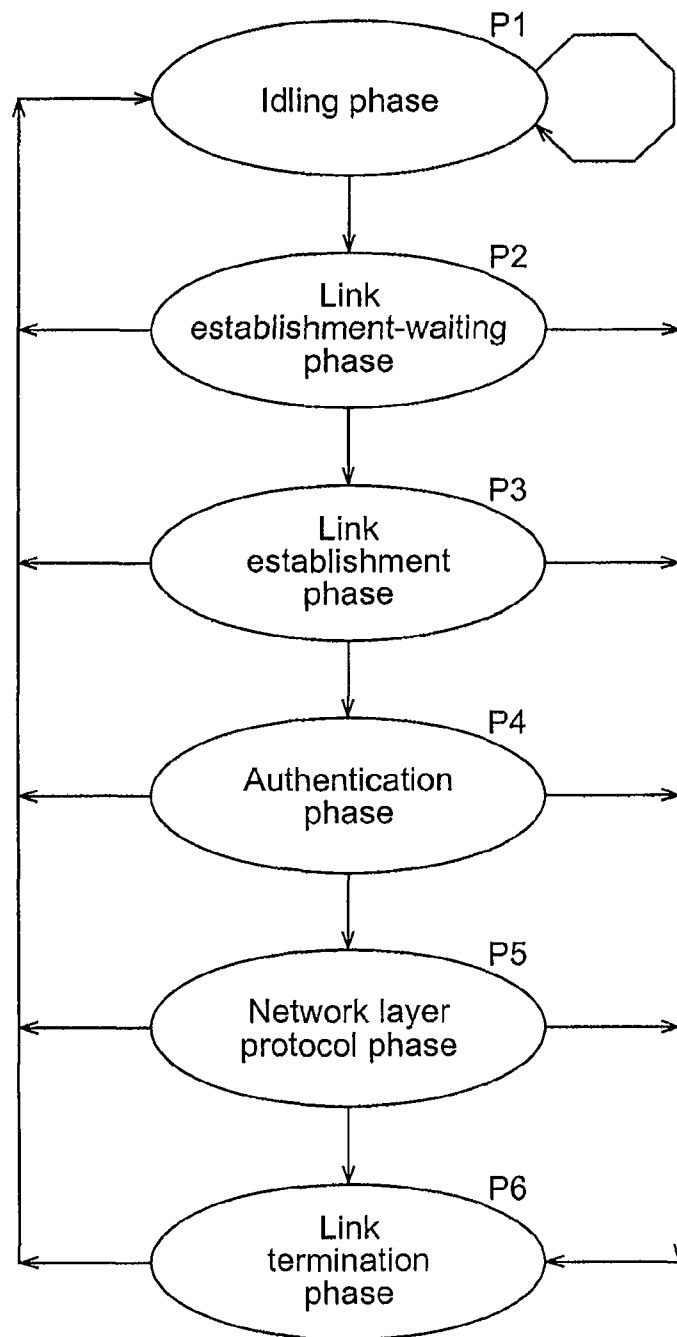 P1
Idling phase
P2
Link
establishment-waiting
phase
P3
Link
establishment
phase
P4
Authentication
phase
P5
Network layer
protocol phase
P6
Link
termination
phase